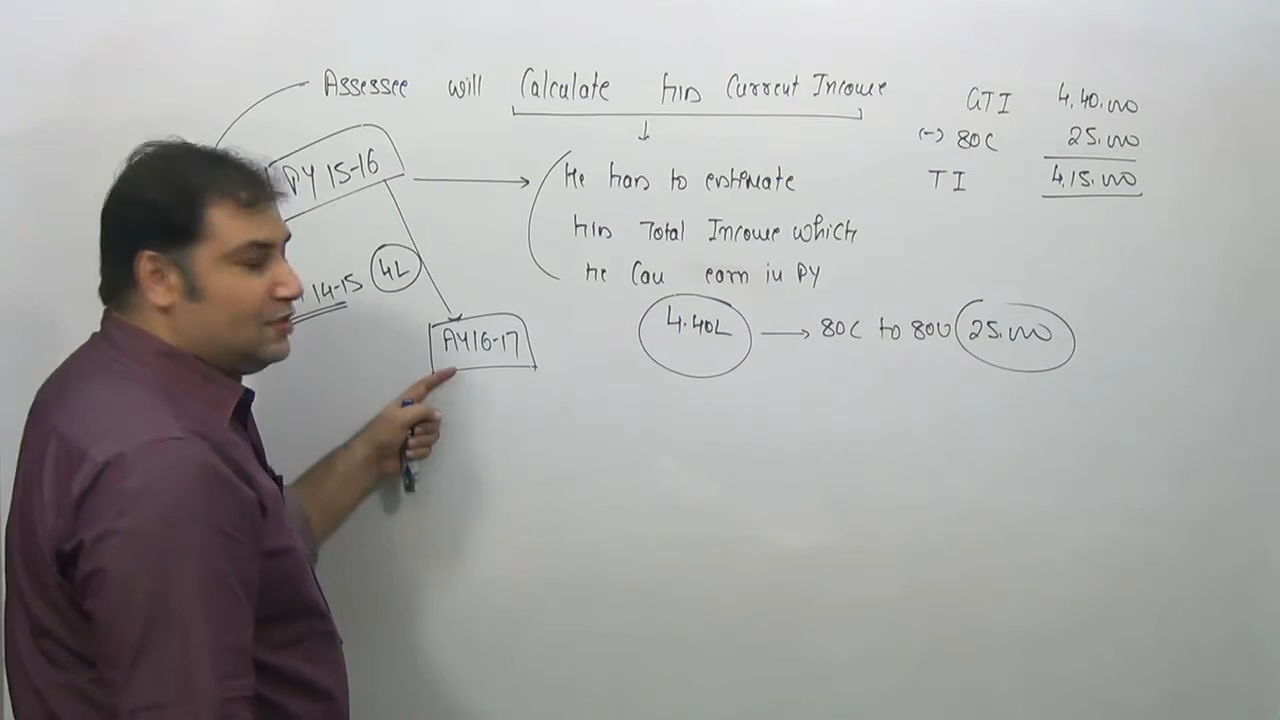 Assessee will Calculate his Current Income
GTI 4.40.000
(-) 80C 25.000
TI 4.15.000
PY 15-16
He has to estimate
his Total Income which
he Can earn in PY
14-15
4L
AY 16-17
4.40L → 80C to 80U 25.000